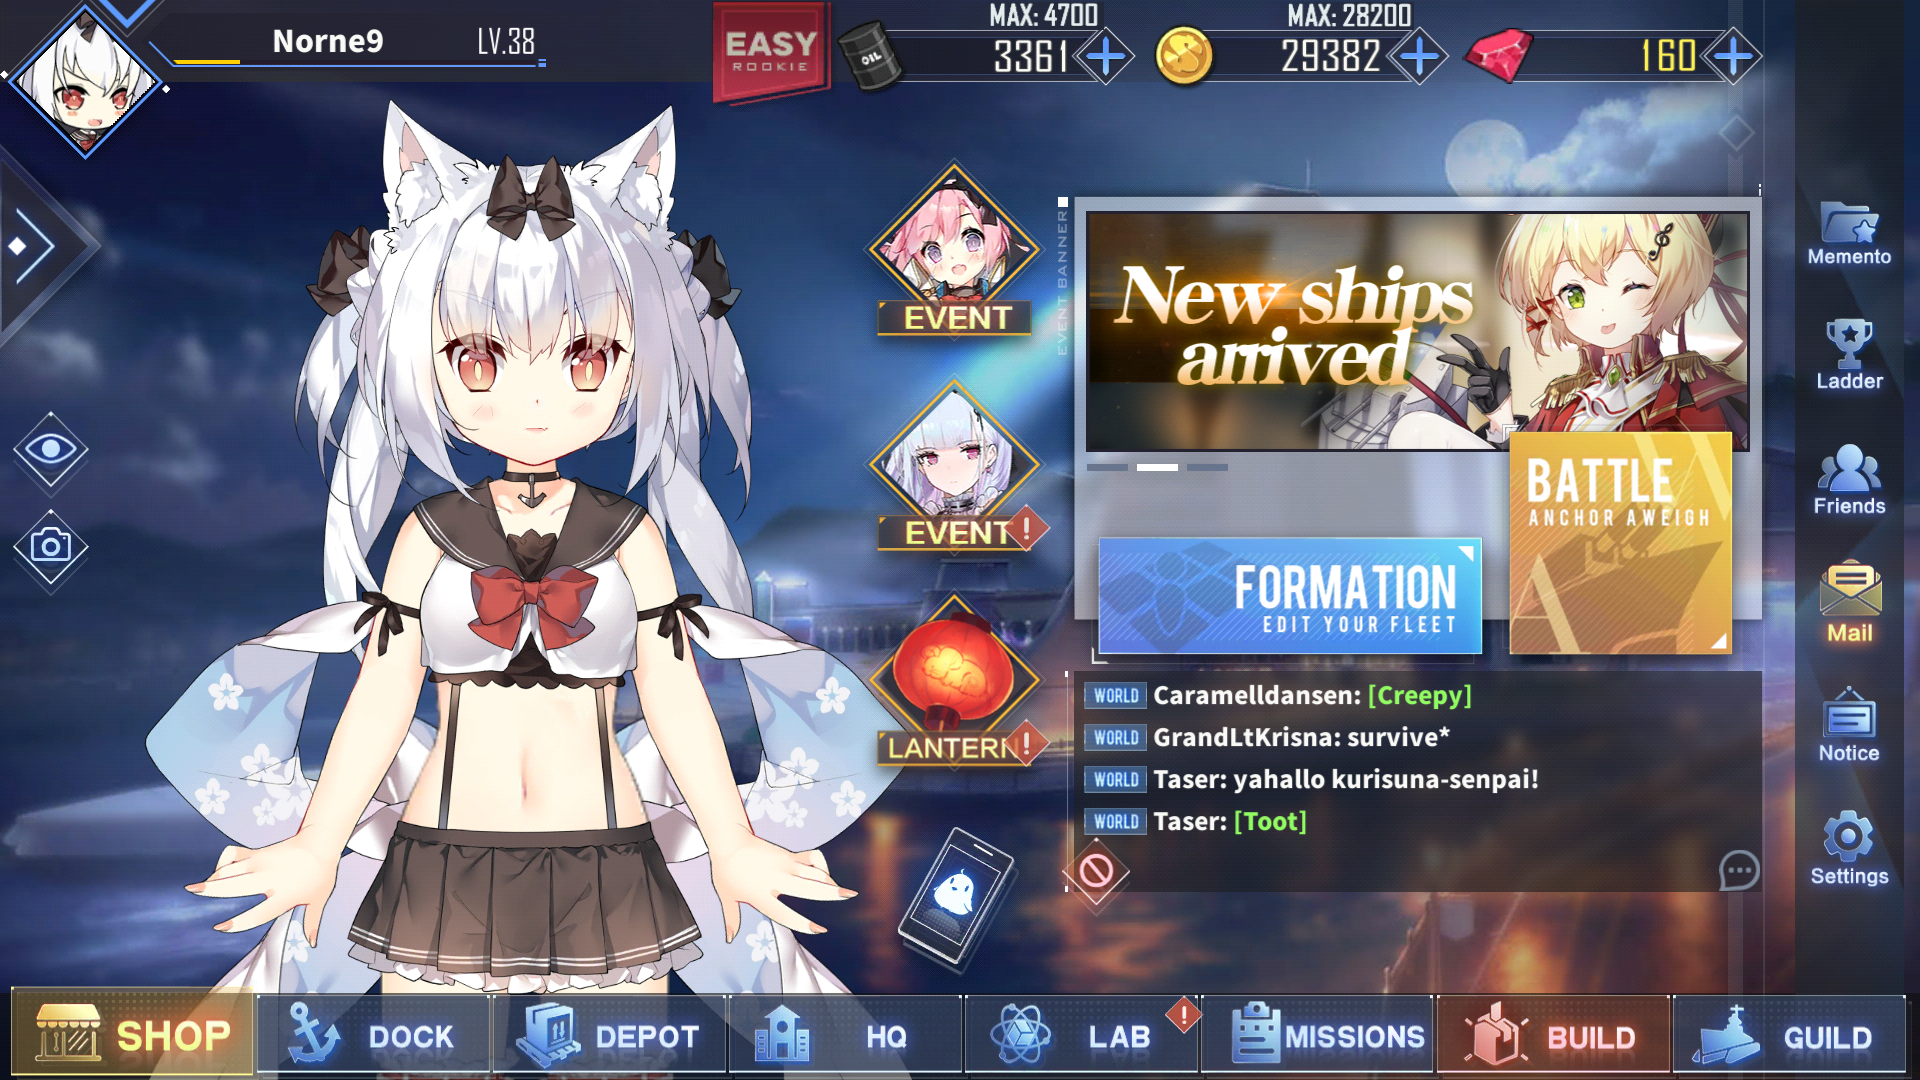 Norne9
LV.38
EASY
ROOKIE
OIL
MAX: 4700
3361
MAX: 28200
29382
160
EVENT
EVENT
LANTERN
EVENT BANNER
New ships
arrived
BATTLE
ANCHOR AWEIGH
FORMATION
EDIT YOUR FLEET
WORLD Caramelldansen: [Creepy]
WORLD GrandLtKrisna: survive*
WORLD Taser: yahallo kurisuna-senpai!
WORLD Taser: [Toot]
Memento
Ladder
Friends
Mail
Notice
Settings
SHOP
DOCK
DEPOT
HQ
LAB
MISSIONS
BUILD
GUILD